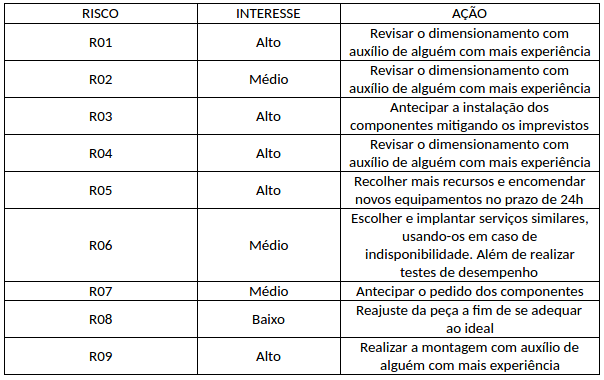 RISCO INTERESSE AÇÃO
R01 Alto Revisar o dimensionamento com
auxílio de alguém com mais experiência
R02 Médio Revisar o dimensionamento com
auxílio de alguém com mais experiência
R03 Alto Antecipar a instalação dos
componentes mitigando os imprevistos
R04 Alto Revisar o dimensionamento com
auxílio de alguém com mais experiência
R05 Alto Recolher mais recursos e encomendar
novos equipamentos no prazo de 24h
R06 Médio Escolher e implantar serviços similares,
usando-os em caso de
indisponibilidade. Além de realizar
testes de desempenho
R07 Médio Antecipar o pedido dos componentes
R08 Baixo Reajuste da peça a fim de se adequar
ao ideal
R09 Alto Realizar a montagem com auxílio de
alguém com mais experiência